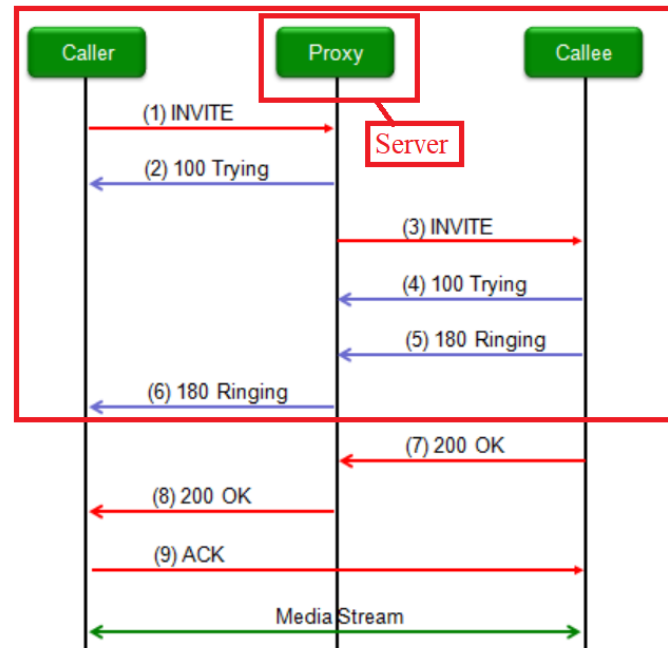 Caller
Proxy
Callee
(1) INVITE
Server
(2) 100 Trying
(3) INVITE
(4) 100 Trying
(5) 180 Ringing
(6) 180 Ringing
(7) 200 OK
(8) 200 OK
(9) ACK
Media Stream